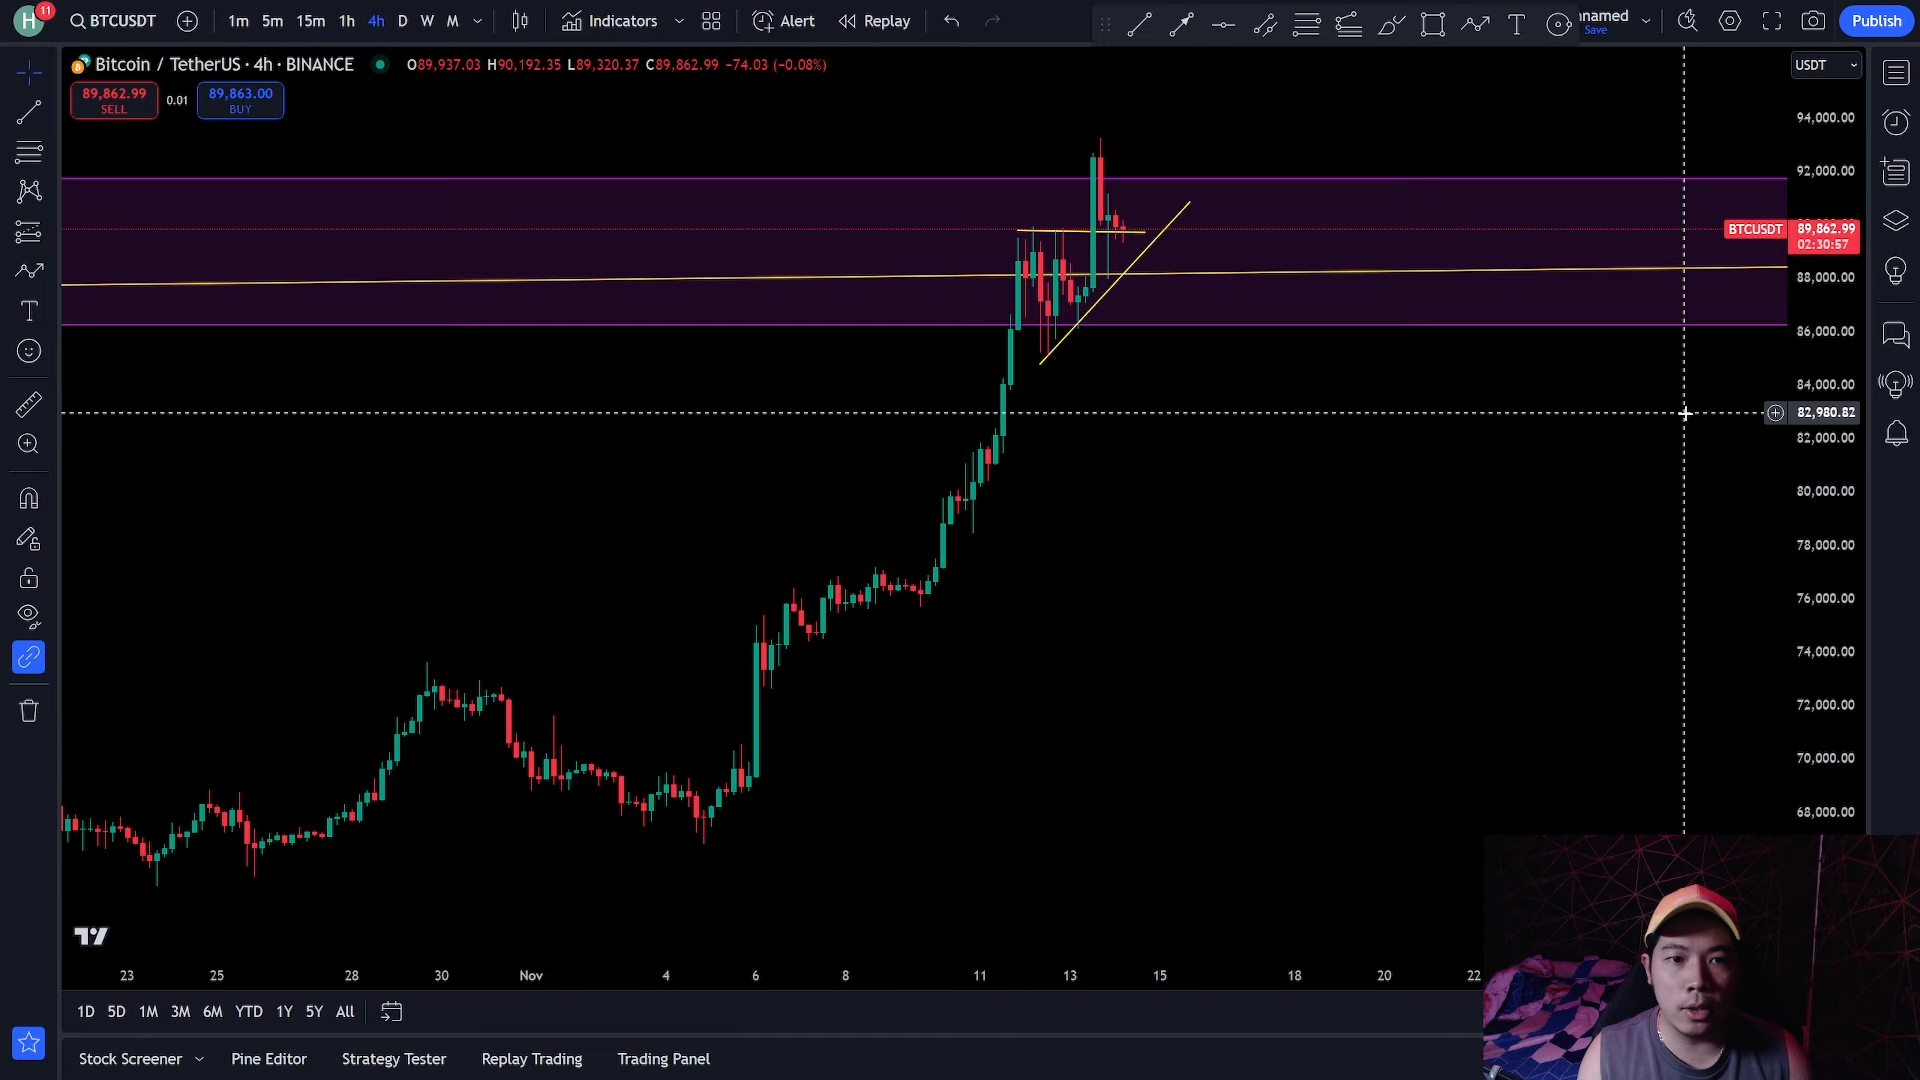 H 11 BTCUSDT 1m 5m 15m 1h 4h D W M Indicators Alert Replay Save Publish
Bitcoin / TetherUS · 4h · BINANCE O89,937.03 H90,192.35 L89,320.37 C89,862.99 −74.03 (−0.08%) USDT
89,862.99 0.01 89,863.00
SELL BUY
94,000.00
92,000.00
BTCUSDT 89,862.99
02:30:57
88,000.00
86,000.00
84,000.00
82,980.82
82,000.00
80,000.00
78,000.00
76,000.00
74,000.00
72,000.00
70,000.00
68,000.00
23 25 28 30 Nov 4 6 8 11 13 15 18 20 22
1D 5D 1M 3M 6M YTD 1Y 5Y All
Stock Screener Pine Editor Strategy Tester Replay Trading Trading Panel